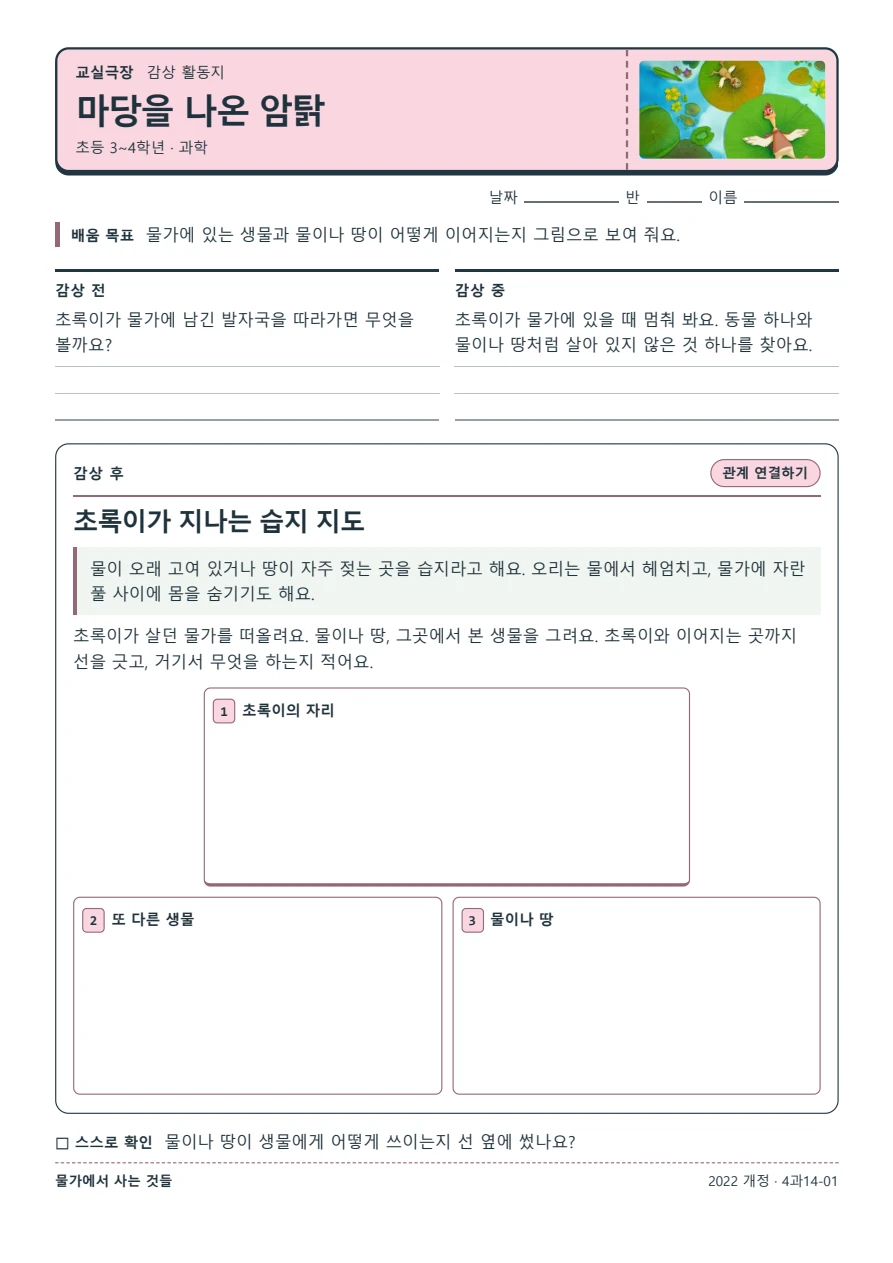 교실극장 감상 활동지
마당을 나온 암탉
초등 3~4학년 · 과학
날짜 반 이름
배움 목표 물가에 있는 생물과 물이나 땅이 어떻게 이어지는지 그림으로 보여 줘요.
감상 전
초록이가 물가에 남긴 발자국을 따라가면 무엇을
볼까요?
감상 중
초록이가 물가에 있을 때 멈춰 봐요. 동물 하나와
물이나 땅처럼 살아 있지 않은 것 하나를 찾아요.
감상 후
관계 연결하기
초록이가 지나는 습지 지도
물이 오래 고여 있거나 땅이 자주 젖는 곳을 습지라고 해요. 오리는 물에서 헤엄치고, 물가에 자란
풀 사이에 몸을 숨기기도 해요.
초록이가 살던 물가를 떠올려요. 물이나 땅, 그곳에서 본 생물을 그려요. 초록이와 이어지는 곳까지
선을 긋고, 거기서 무엇을 하는지 적어요.
1 초록이의 자리
2 또 다른 생물
3 물이나 땅
□ 스스로 확인 물이나 땅이 생물에게 어떻게 쓰이는지 선 옆에 썼나요?
물가에서 사는 것들
2022 개정 · 4과14-01